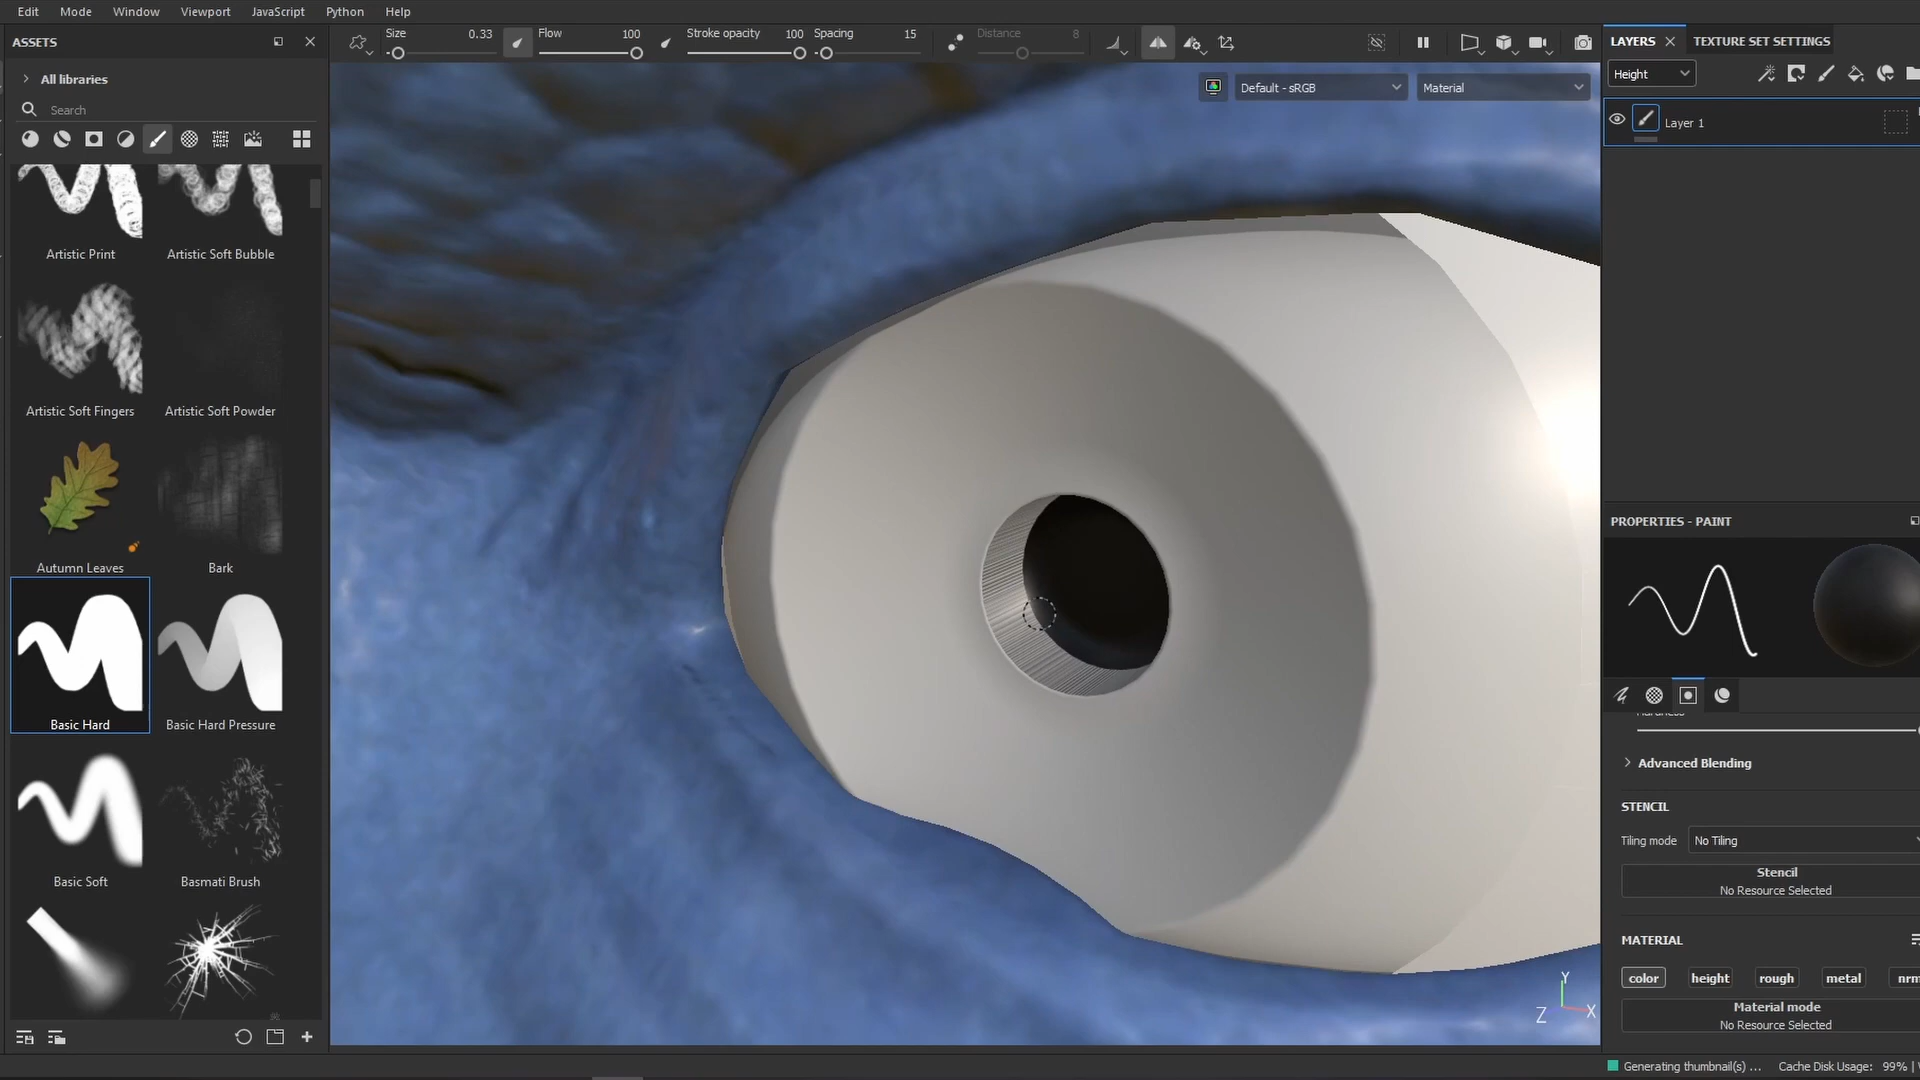 Edit Mode Window Viewport JavaScript Python Help
ASSETS
Size 0.33 Flow 100 Stroke opacity 100 Spacing 15 Distance 8
LAYERS TEXTURE SET SETTINGS
All libraries
Search
Default - sRGB Material
Height
Layer 1
Artistic Print Artistic Soft Bubble
Artistic Soft Fingers Artistic Soft Powder
Autumn Leaves Bark
Basic Hard Basic Hard Pressure
Basic Soft Basmati Brush
PROPERTIES - PAINT
Hardness
Advanced Blending
STENCIL
Tiling mode No Tiling
Stencil
No Resource Selected
MATERIAL
color height rough metal nrm
Material mode
No Resource Selected
Y
Z X
Generating thumbnail(s) ... Cache Disk Usage: 99% |